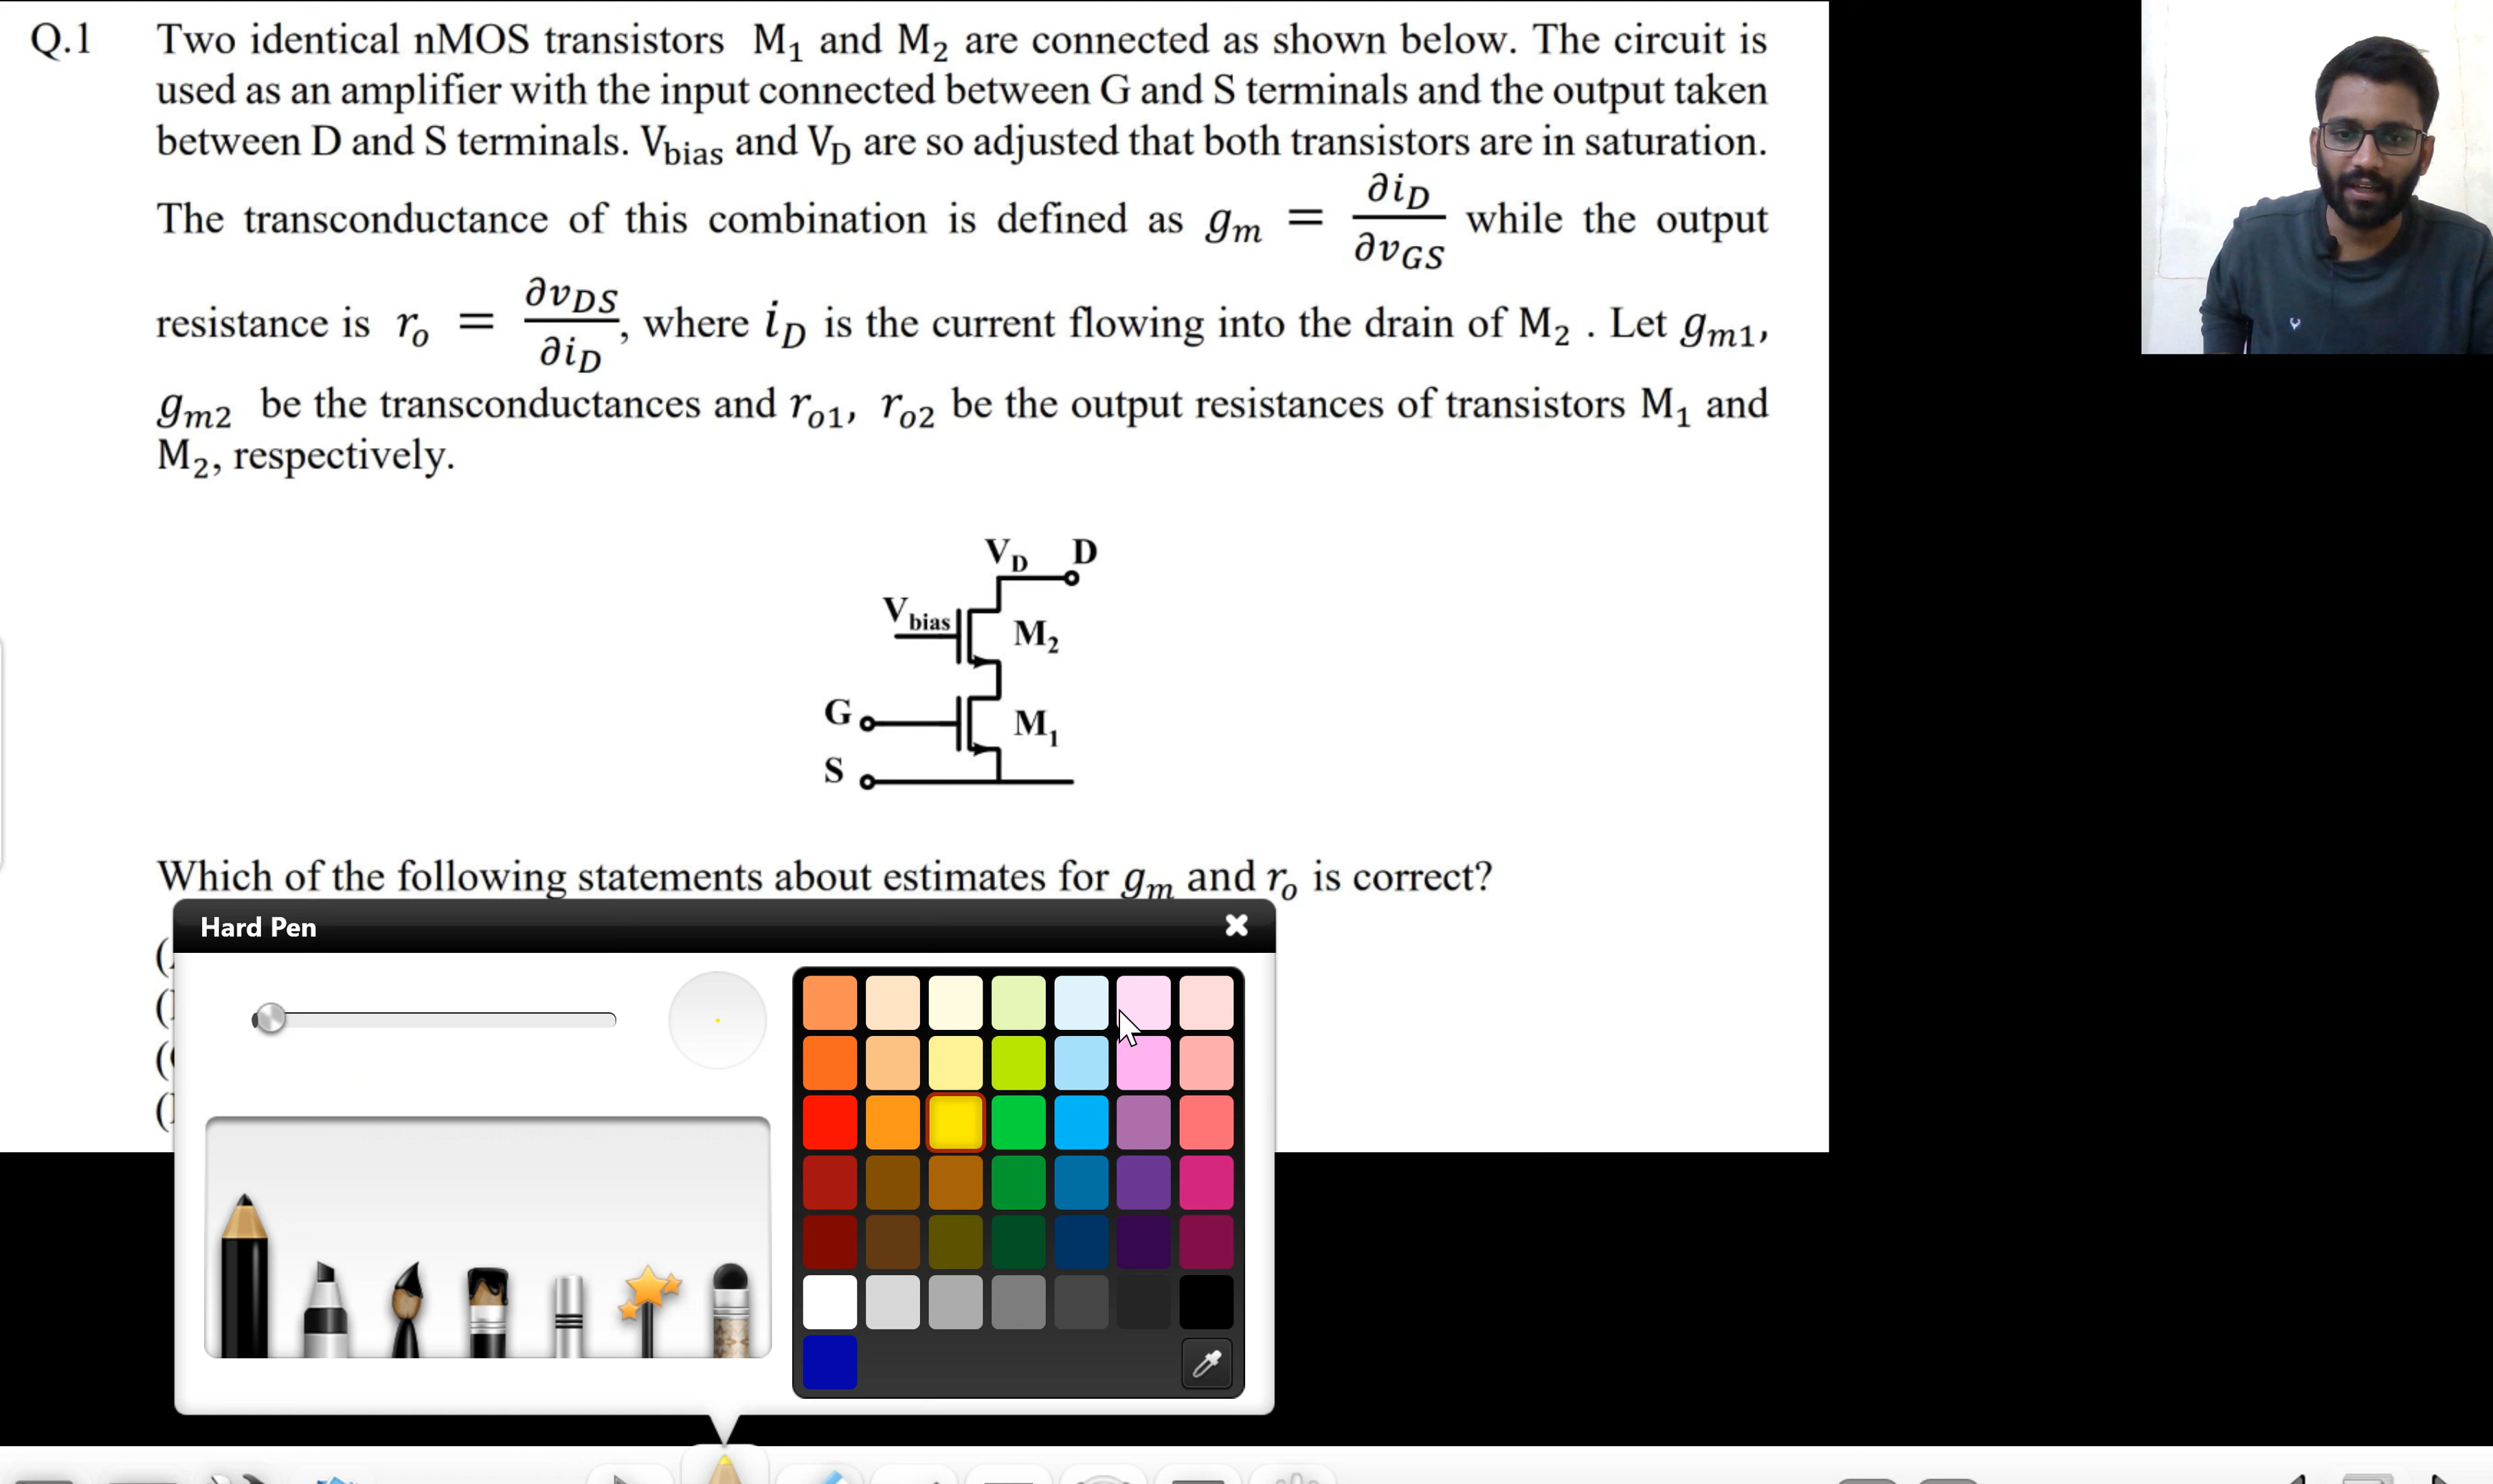 Q.1 Two identical nMOS transistors M₁ and M₂ are connected as shown below. The circuit is
used as an amplifier with the input connected between G and S terminals and the output taken
between D and S terminals. V_bias and V_D are so adjusted that both transistors are in saturation.
The transconductance of this combination is defined as g_m = ∂i_D/∂v_GS while the output
resistance is r_o = ∂v_DS/∂i_D, where i_D is the current flowing into the drain of M₂ . Let g_m1,
g_m2 be the transconductances and r_o1, r_o2 be the output resistances of transistors M₁ and
M₂, respectively.
V_D D
V_bias
M₂
G
M₁
S
Which of the following statements about estimates for g_m and r_o is correct?
Hard Pen